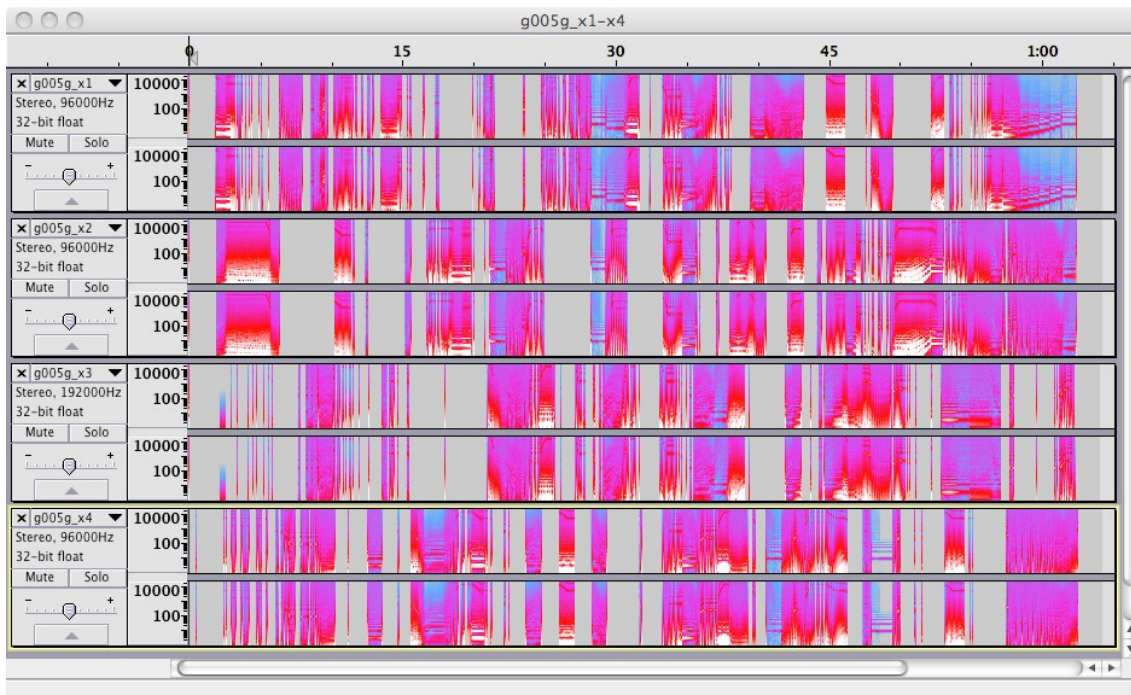 g005g_x1-x4
0 15 30 45 1:00
g005g_x1
Stereo, 96000Hz
32-bit float
Mute Solo
- +
10000
100
10000
100
g005g_x2
Stereo, 96000Hz
32-bit float
Mute Solo
- +
10000
100
10000
100
g005g_x3
Stereo, 192000Hz
32-bit float
Mute Solo
- +
10000
100
10000
100
g005g_x4
Stereo, 96000Hz
32-bit float
Mute Solo
- +
10000
100
10000
100